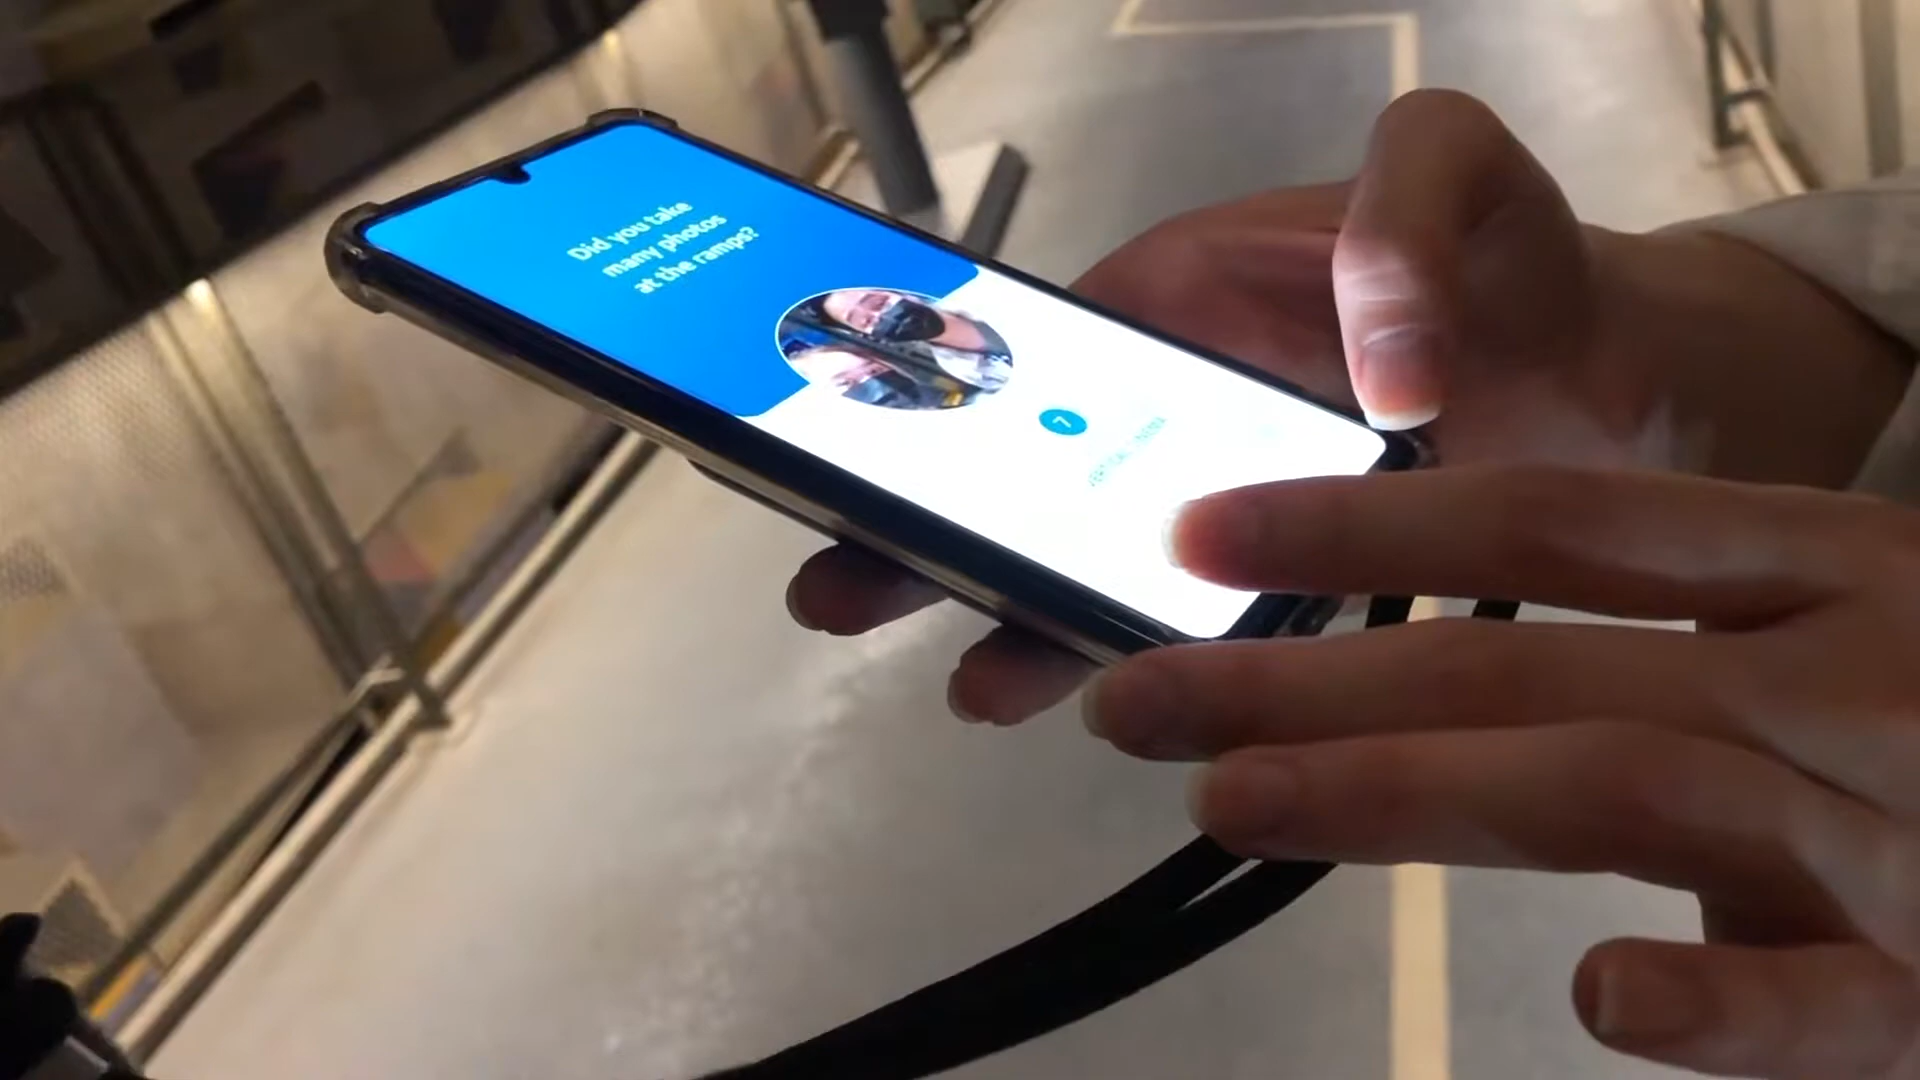 Did you take
many photos
at the ramps?
7